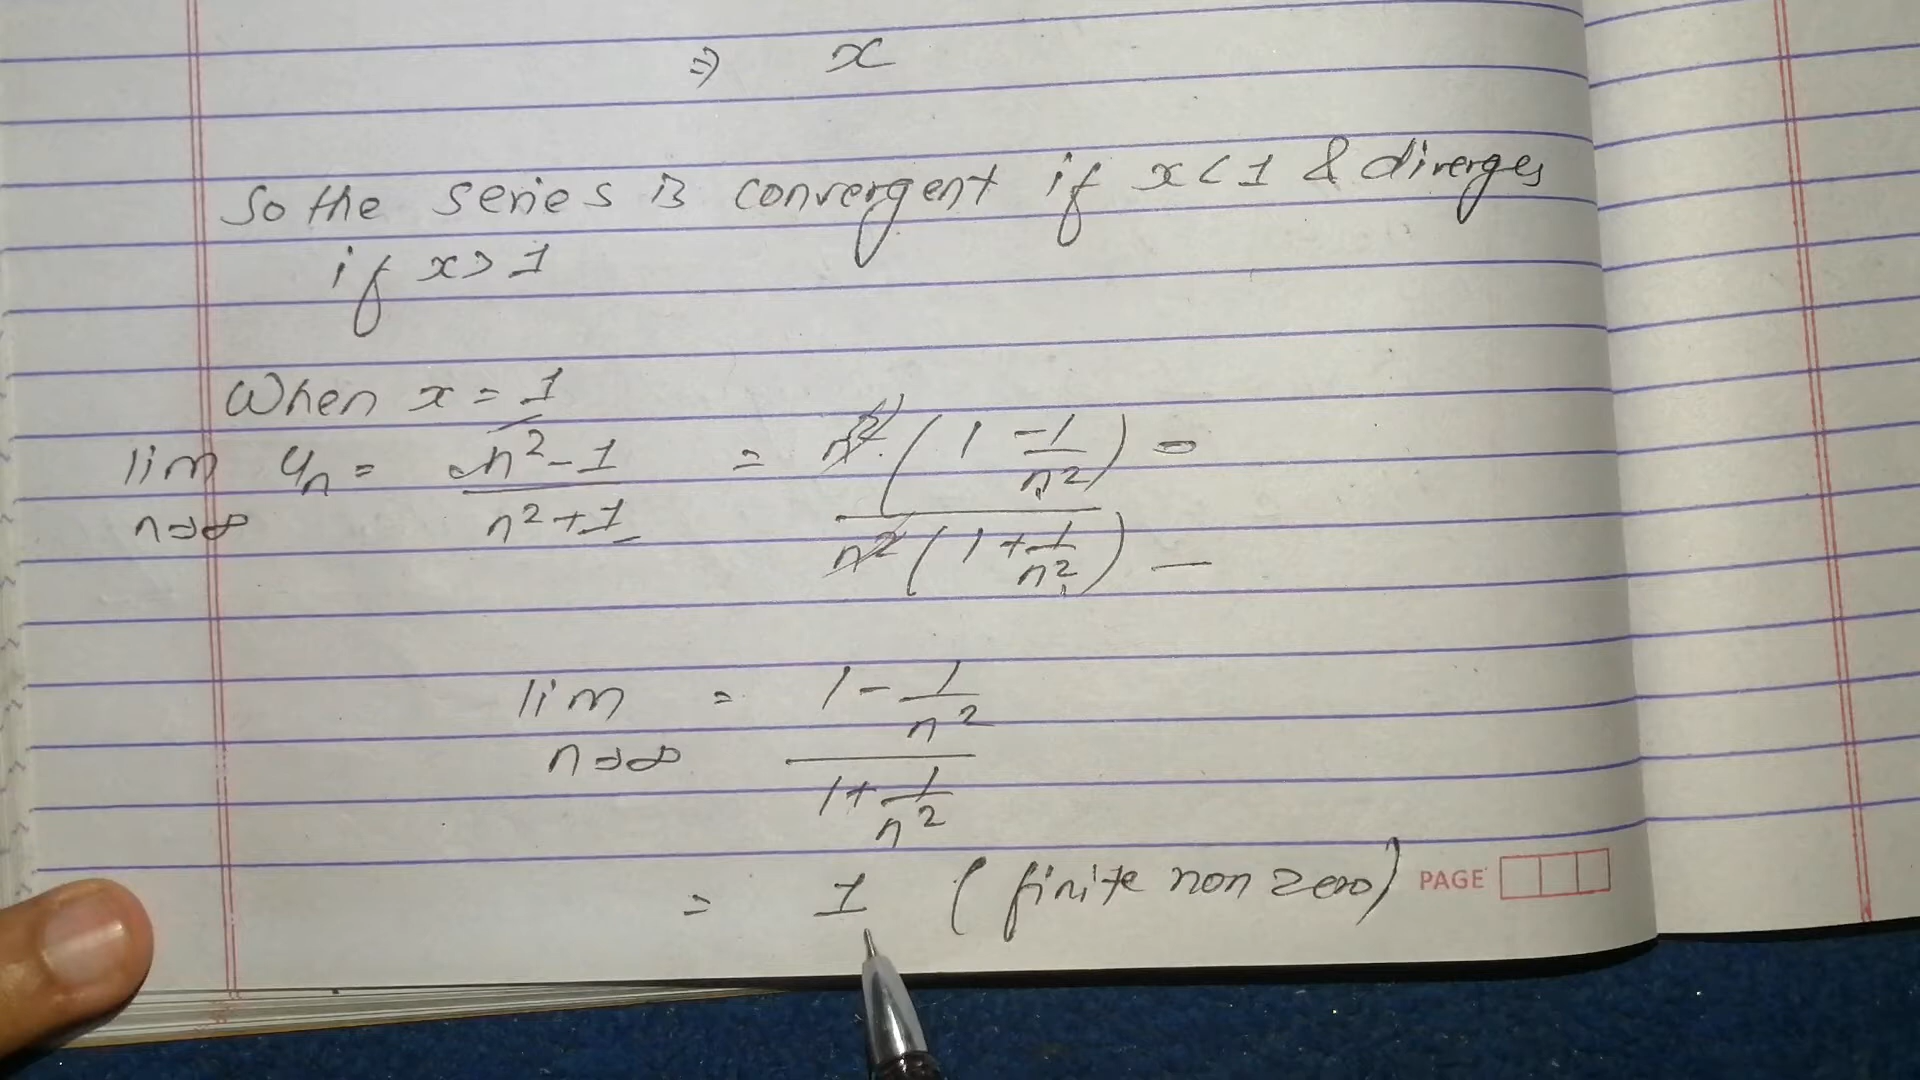 ⇒ x
So the series is convergent if x < 1 & diverges
if x > 1
When x = 1
lim n→∞ Un = n² - 1 / n² + 1 = n² (1 - 1/n²) / n² (1 + 1/n²)
lim n→∞ = 1 - 1/n² / 1 + 1/n²
= 1 (finite non zero)
PAGE